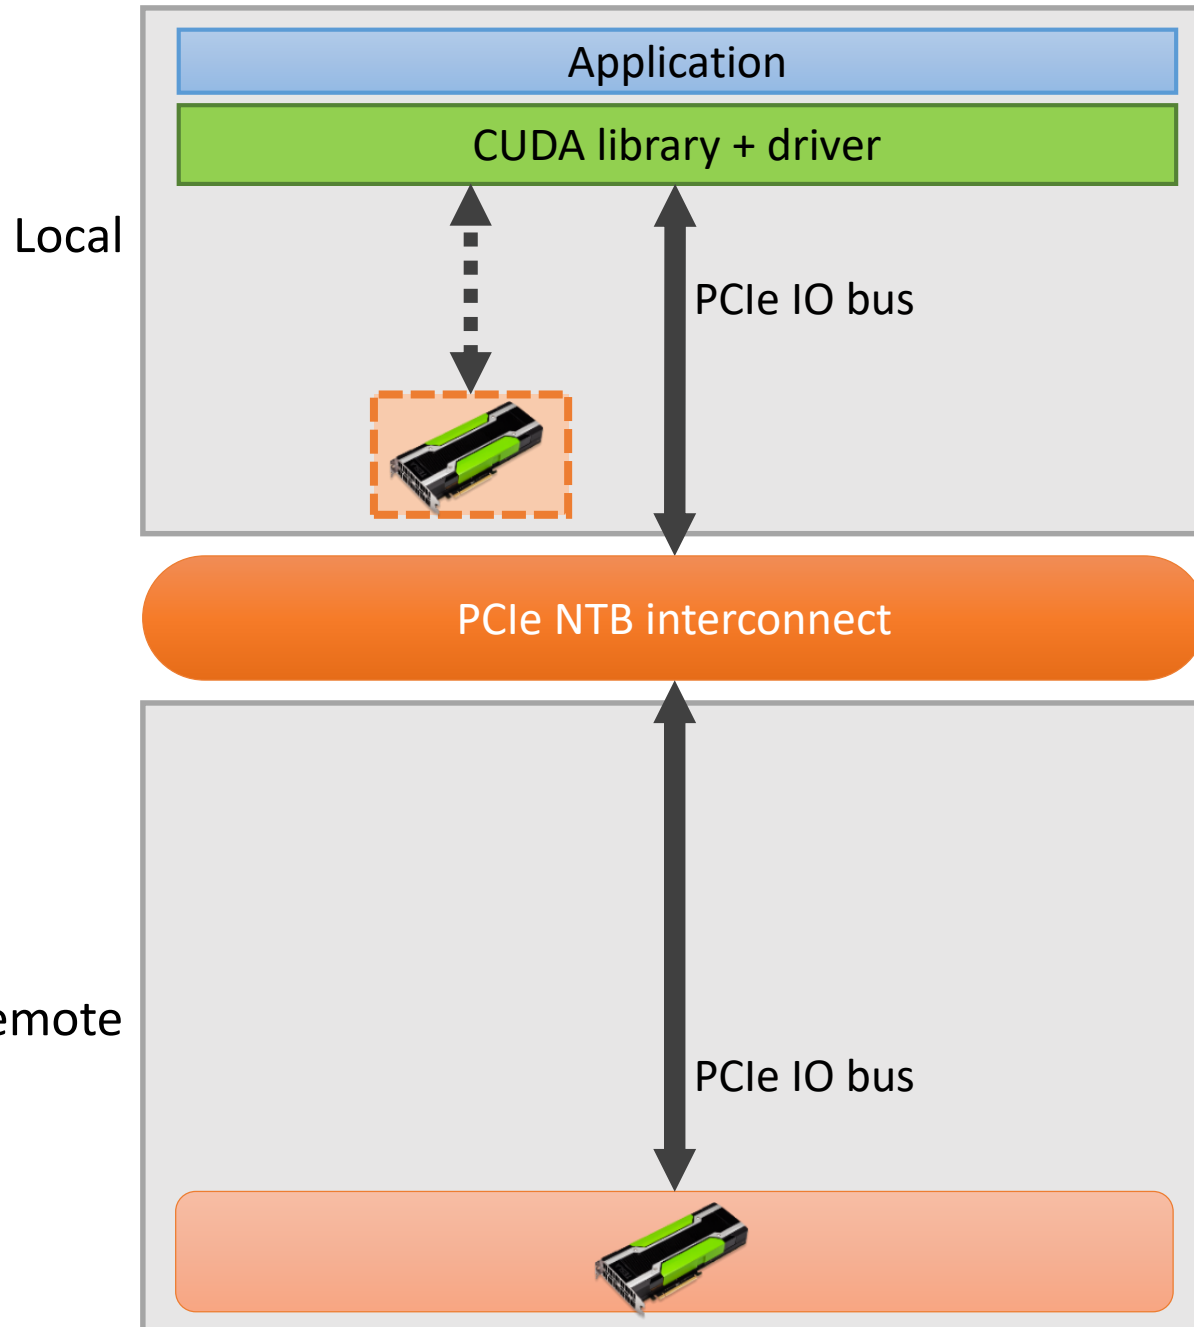 Application
CUDA library + driver
Local
PCIe IO bus
PCIe NTB interconnect
emote
PCIe IO bus